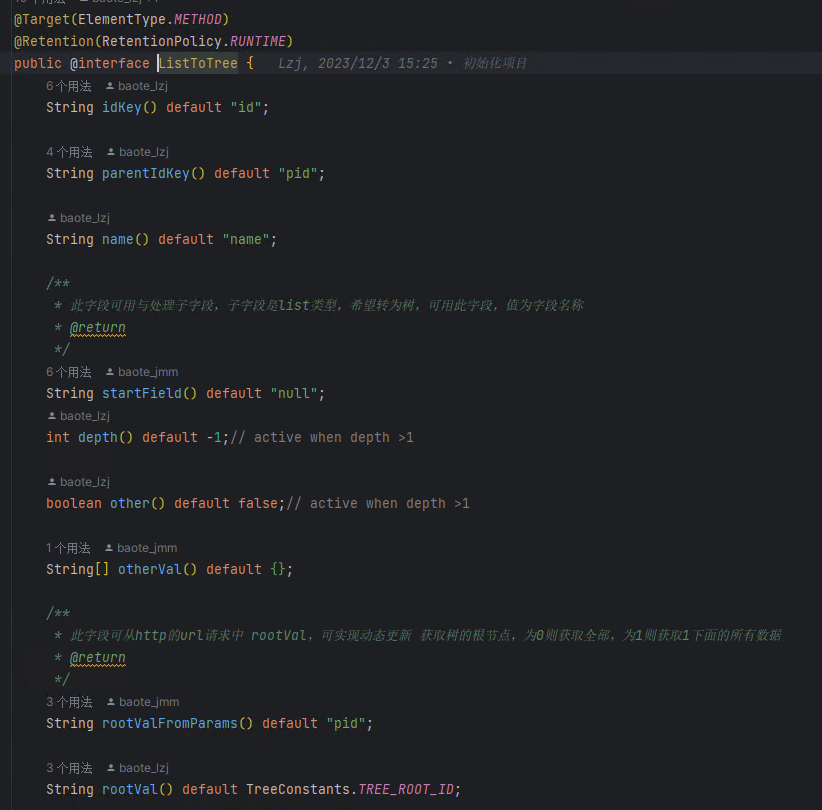 @Target(ElementType.METHOD)
@Retention(RetentionPolicy.RUNTIME)
public @interface ListToTree {   Lzj, 2023/12/3 15:25 • 初始化项目
6 个用法   baote_lzj
String idKey() default "id";
4 个用法   baote_lzj
String parentIdKey() default "pid";
baote_lzj
String name() default "name";
/**
 * 此字段可用与处理子字段，子字段是list类型，希望转为树，可用此字段，值为字段名称
 * @return
 */
6 个用法   baote_jmm
String startField() default "null";
baote_lzj
int depth() default -1;// active when depth >1
baote_lzj
boolean other() default false;// active when depth >1
1 个用法   baote_jmm
String[] otherVal() default {};
/**
 * 此字段可从http的url请求中 rootVal，可实现动态更新 获取树的根节点，为0则获取全部，为1则获取1下面的所有数据
 * @return
 */
3 个用法   baote_jmm
String rootValFromParams() default "pid";
3 个用法   baote_lzj
String rootVal() default TreeConstants.TREE_ROOT_ID;